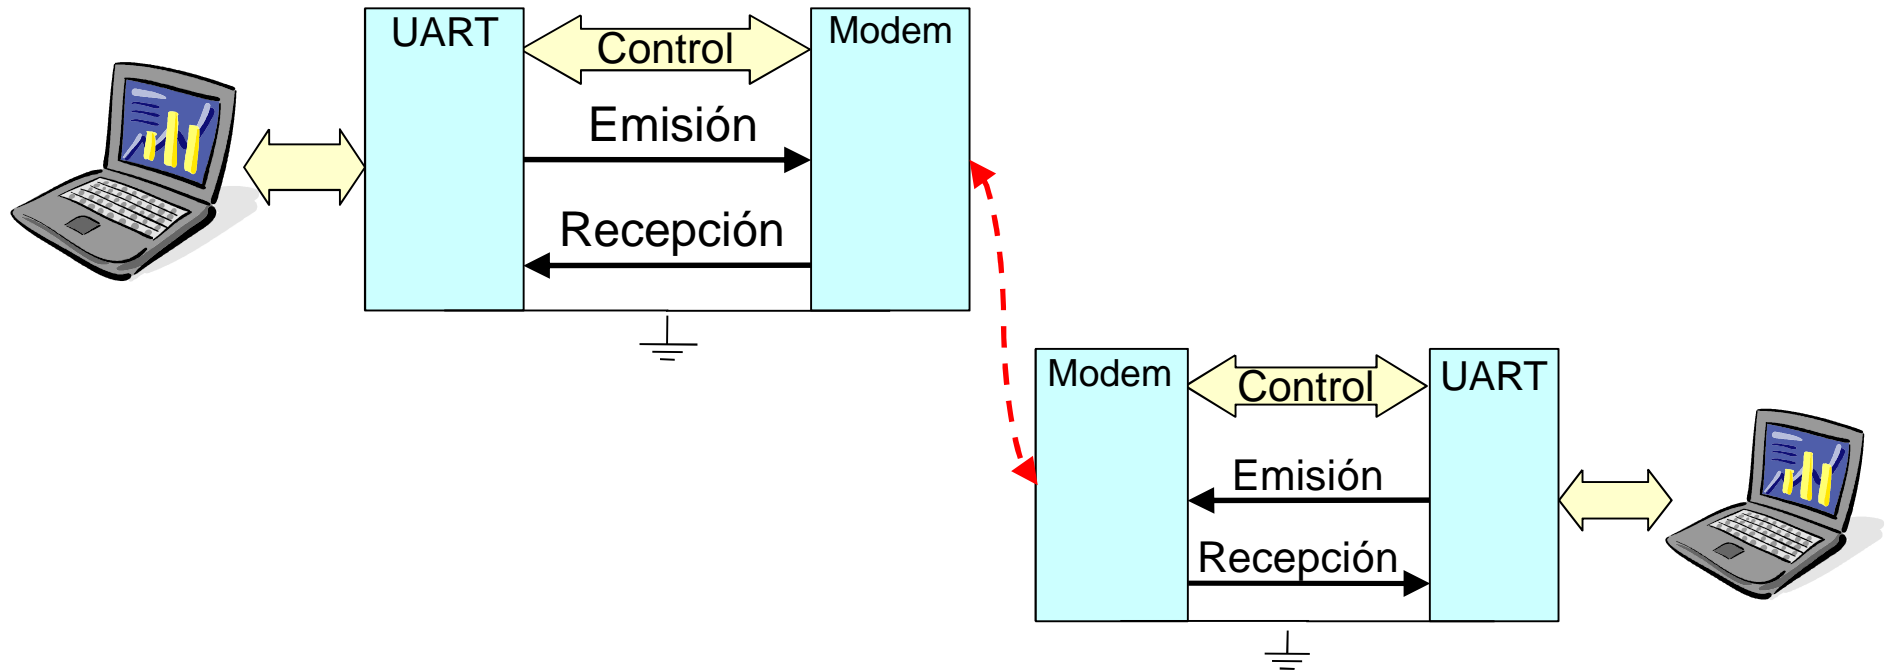 UART
Control
Modem
Emisión
Recepción
Modem
Control
UART
Emisión
Recepción